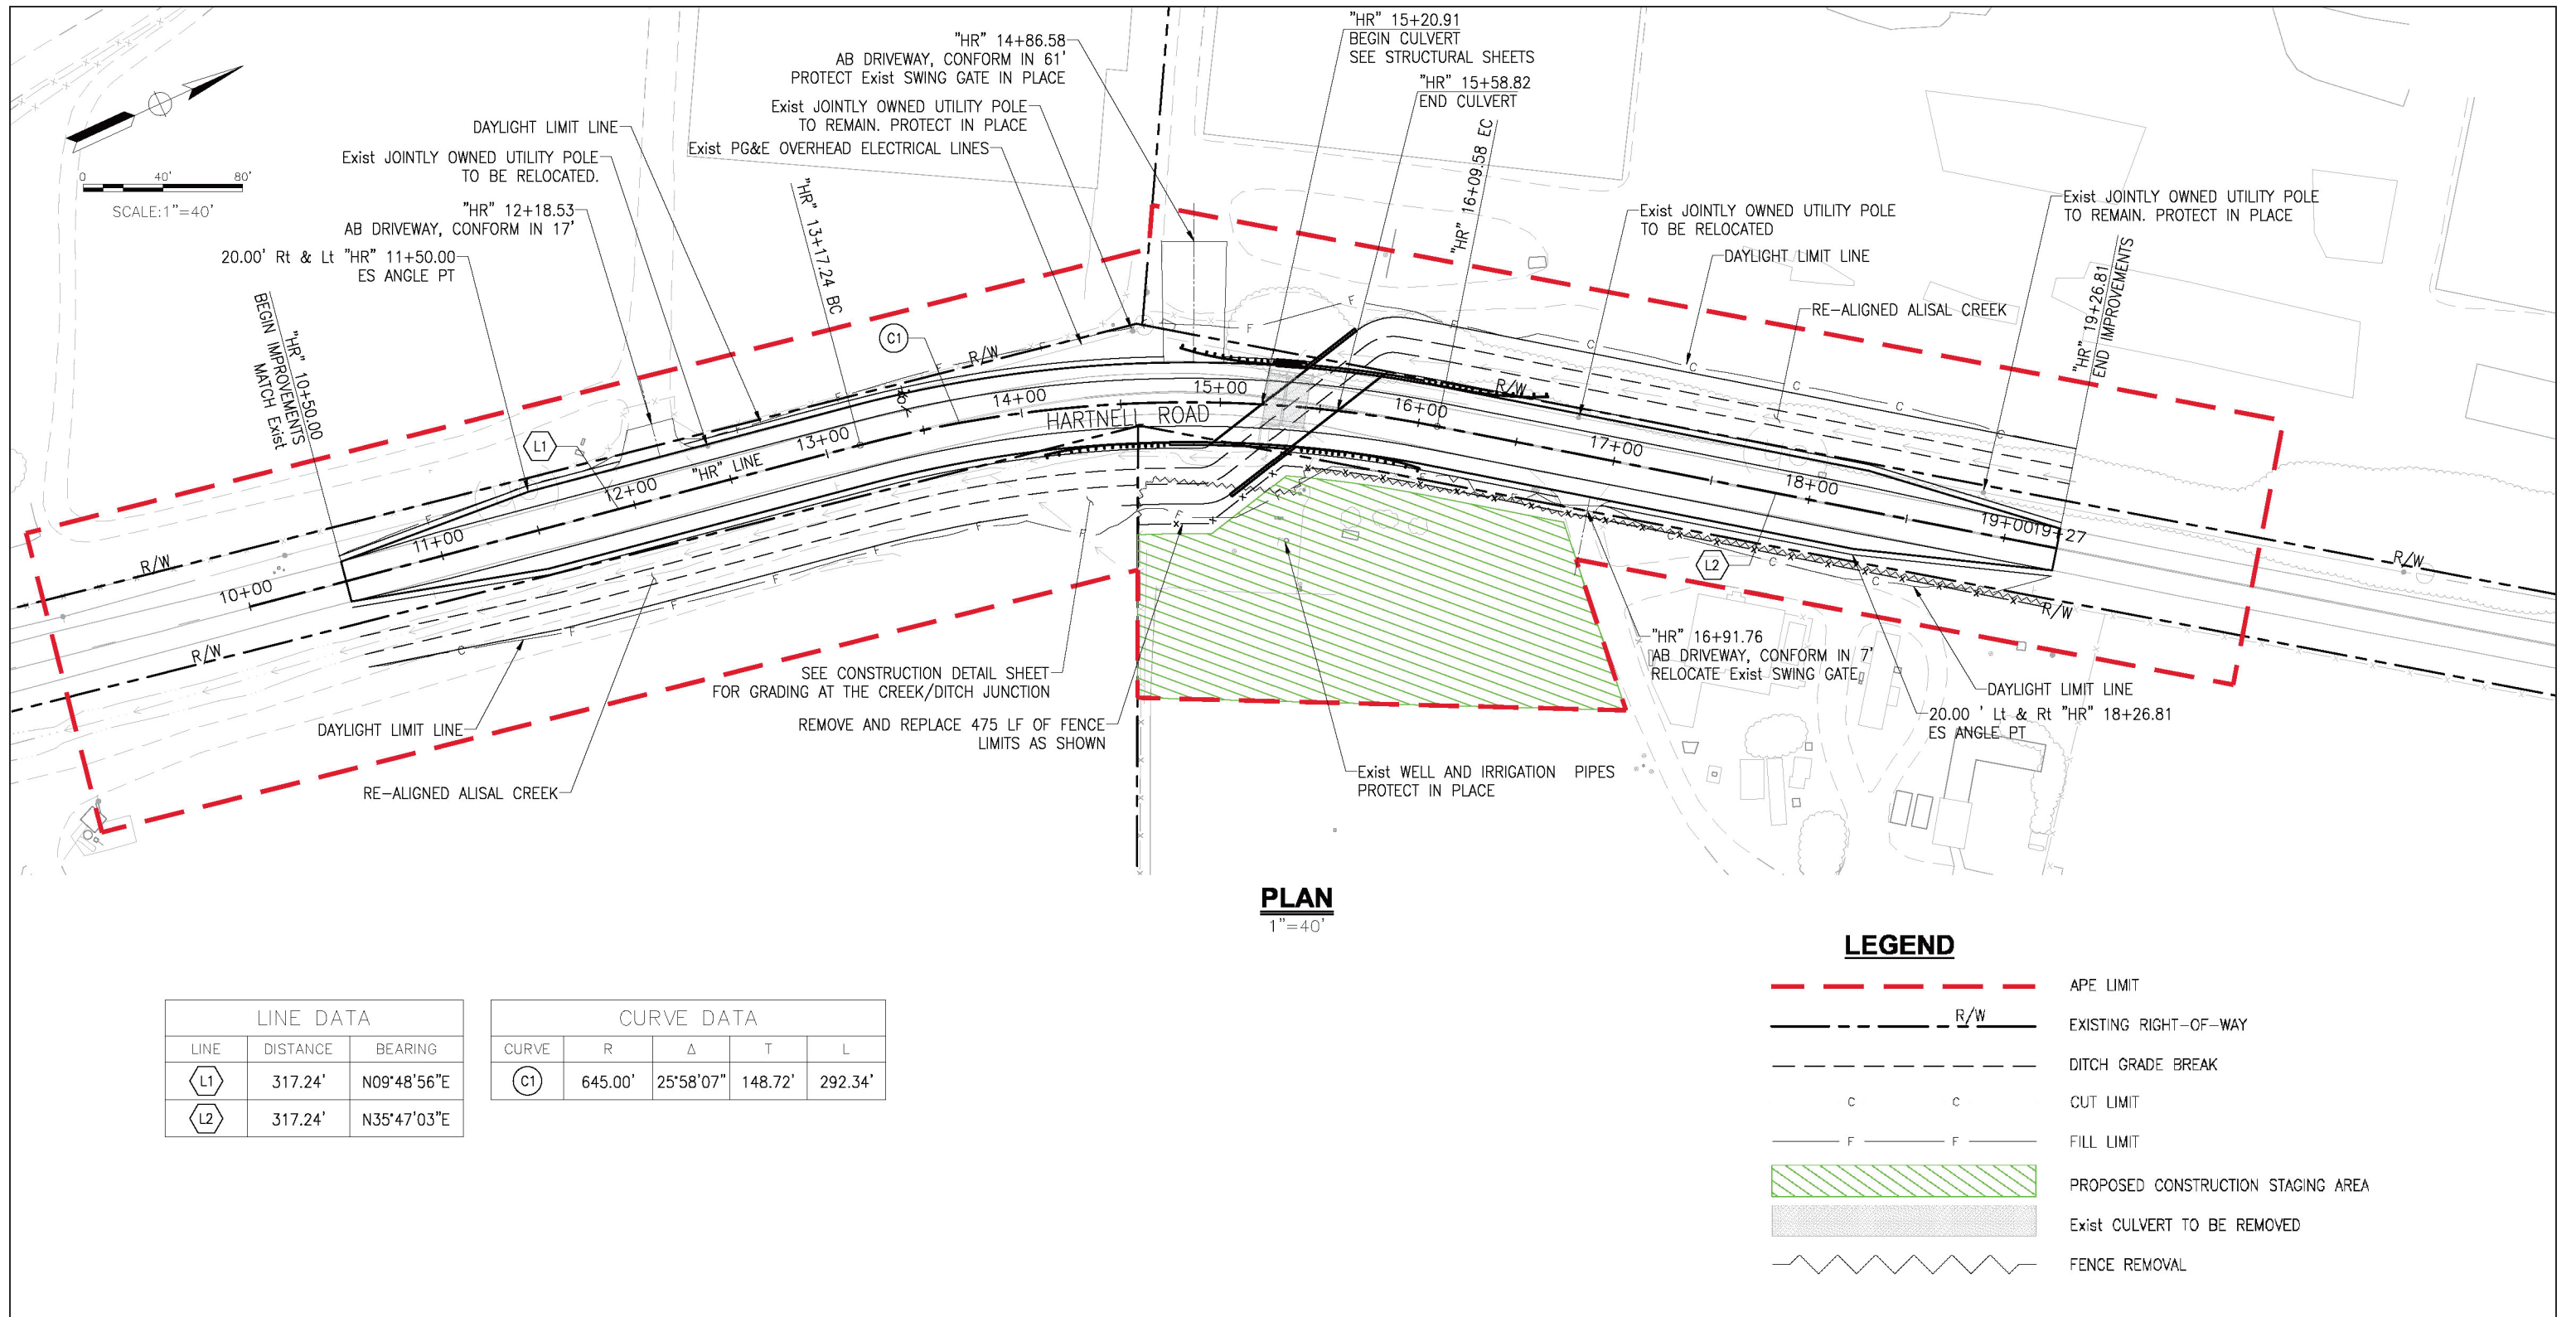 "HR" 15+20.91
BEGIN CULVERT
SEE STRUCTURAL SHEETS
"HR" 14+86.58
AB DRIVEWAY, CONFORM IN 61'
PROTECT Exist SWING GATE IN PLACE
"HR" 15+58.82
END CULVERT
Exist JOINTLY OWNED UTILITY POLE
TO REMAIN. PROTECT IN PLACE
DAYLIGHT LIMIT LINE
Exist PG&E OVERHEAD ELECTRICAL LINES
"HR" 16+09.58 EC
Exist JOINTLY OWNED UTILITY POLE
TO BE RELOCATED.
0 40' 80'
SCALE:1"=40'
"HR" 12+18.53
AB DRIVEWAY, CONFORM IN 17'
"HR" 13+17.24 BC
Exist JOINTLY OWNED UTILITY POLE
TO BE RELOCATED
Exist JOINTLY OWNED UTILITY POLE
TO REMAIN. PROTECT IN PLACE
20.00' Rt & Lt "HR" 11+50.00
ES ANGLE PT
DAYLIGHT LIMIT LINE
"HR" 19+26.81
END IMPROVEMENTS
RE-ALIGNED ALISAL CREEK
"HR" 10+50.00
BEGIN IMPROVEMENTS
MATCH Exist
C1
R/W
F
F
F
C
C
C
C
C
R/W
F
F
L1
"HR" LINE
HARTNELL ROAD
10+00
11+00
12+00
13+00
14+00
15+00
16+00
17+00
18+00
19+00
19+27
R/W
R/W
R/W
R/W
L2
C
C
C
F
F
F
F
F
F
C
"HR" 16+91.76
AB DRIVEWAY, CONFORM IN 7'
RELOCATE Exist SWING GATE
SEE CONSTRUCTION DETAIL SHEET
FOR GRADING AT THE CREEK/DITCH JUNCTION
DAYLIGHT LIMIT LINE
20.00 ' Lt & Rt "HR" 18+26.81
ES ANGLE PT
DAYLIGHT LIMIT LINE
REMOVE AND REPLACE 475 LF OF FENCE
LIMITS AS SHOWN
Exist WELL AND IRRIGATION PIPES
PROTECT IN PLACE
RE-ALIGNED ALISAL CREEK
PLAN
1"=40'
LINE DATA
LINE DISTANCE BEARING
L1 317.24' N09°48'56"E
L2 317.24' N35°47'03"E
CURVE DATA
CURVE R Δ T L
C1 645.00' 25°58'07" 148.72' 292.34'
LEGEND
APE LIMIT
R/W EXISTING RIGHT-OF-WAY
DITCH GRADE BREAK
C C CUT LIMIT
F F FILL LIMIT
PROPOSED CONSTRUCTION STAGING AREA
Exist CULVERT TO BE REMOVED
FENCE REMOVAL